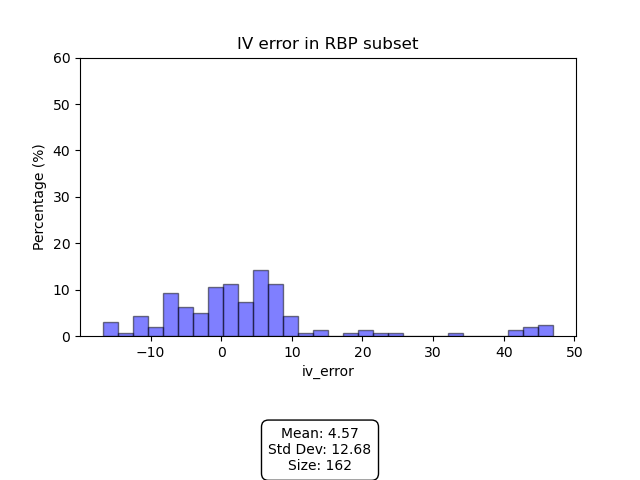 IV error in RBP subset
60
50
40
30
20
10
0
Percentage (%)
−10 0 10 20 30 40 50
iv_error
Mean: 4.57
Std Dev: 12.68
Size: 162